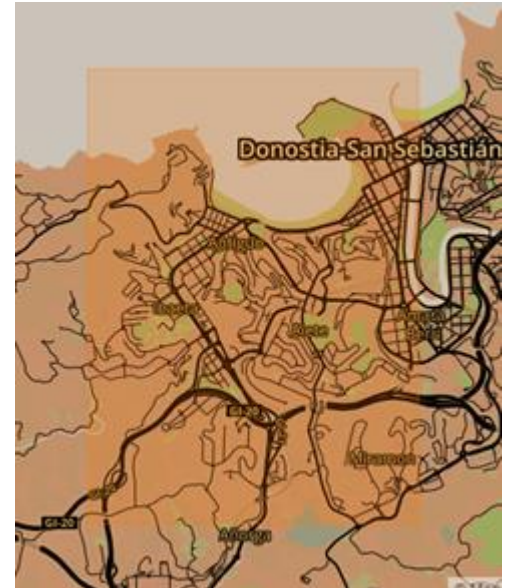 Donostia-San Sebastián
Antiguo
Ibaeta
Aiete
Amara
Berri
GI-20
Miramon
GI-20
Añorga